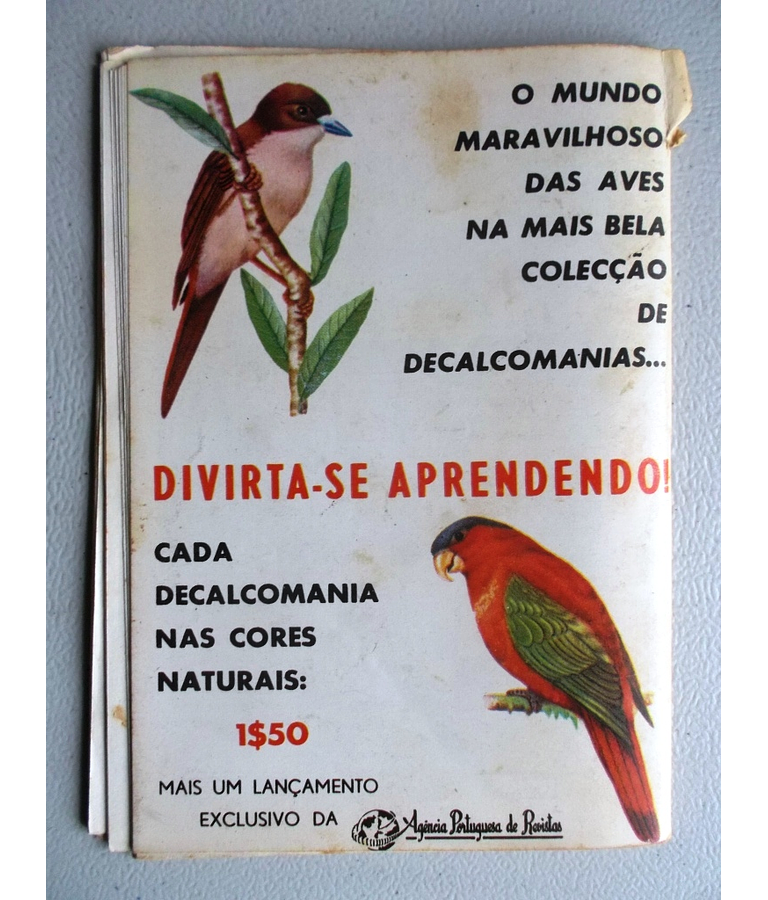 O MUNDO
MARAVILHOSO
DAS AVES
NA MAIS BELA
COLECÇÃO
DE
DECALCOMANIAS...
DIVIRTA-SE APRENDENDO!
CADA
DECALCOMANIA
NAS CORES
NATURAIS:
1$50
MAIS UM LANÇAMENTO
EXCLUSIVO DA Agência Portuguesa de Revistas